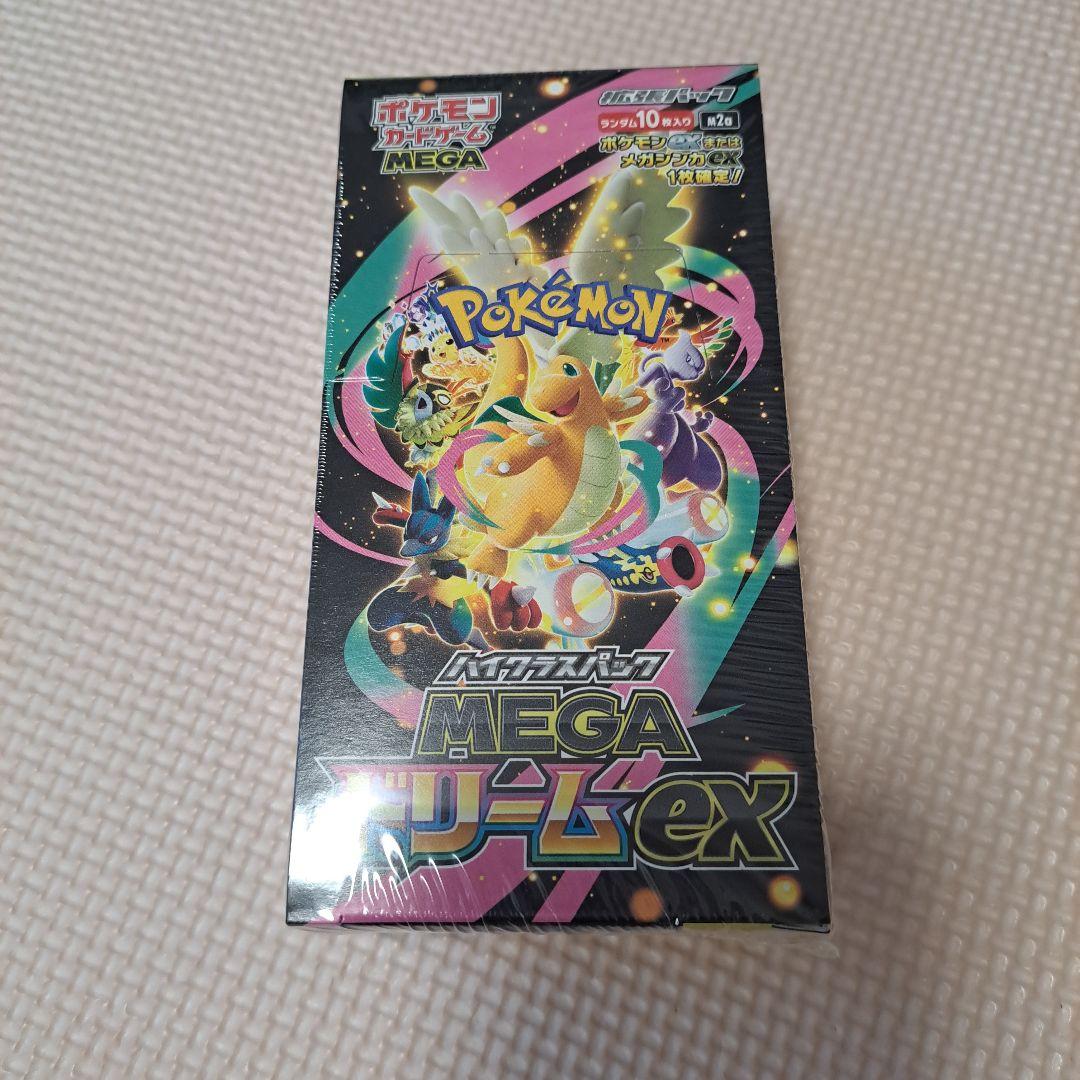 ポケモン
カードゲーム
MEGA
拡張パック
ランダム10枚入り M2a
ポケモンexまたは
メガシンカex
1枚確定!
POKÉMON
TM
ハイクラスパック
MEGA
ドリームex